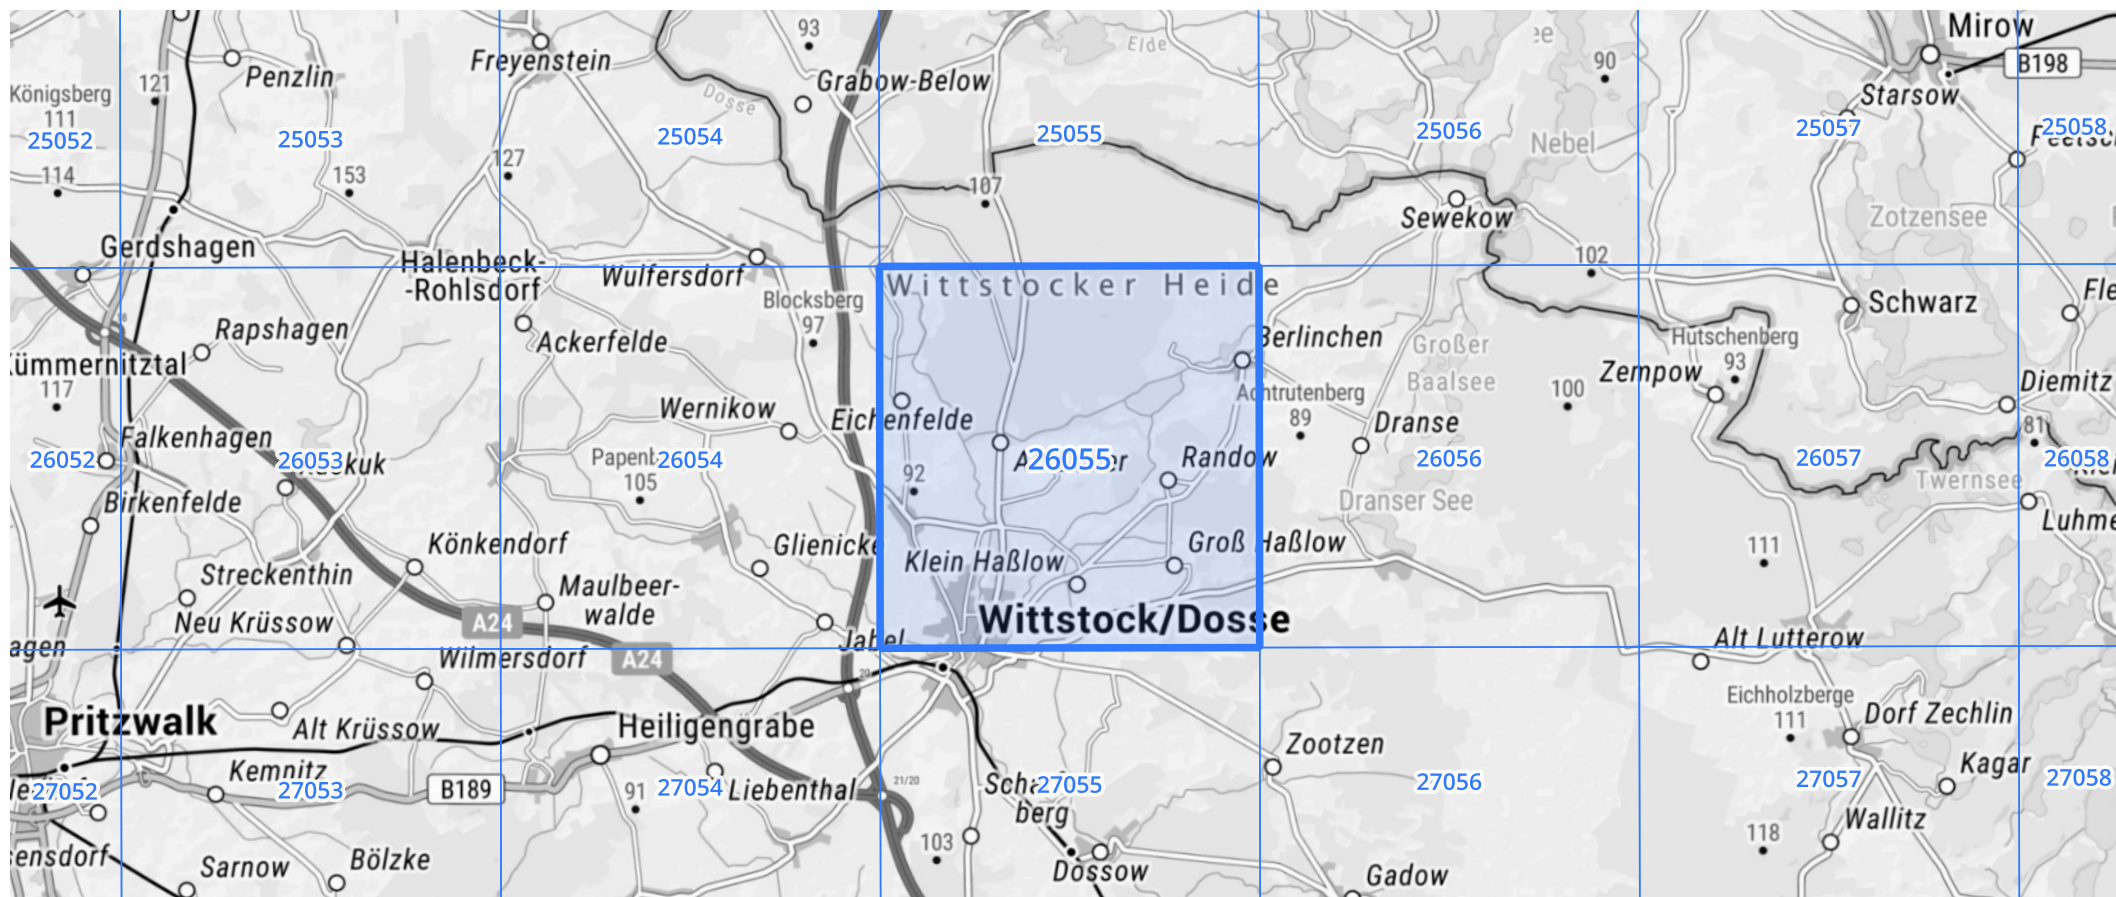 93
Elde
90
Mirow
B198
Freyenstein
Penzlin
Grabow-Below
Starsow
Königsberg
111
121
Dosse
25052
25053
25054
25055
25056
25057
25058
Nebel
127
114
153
107
Sewekow
Zotzensee
Gerdshagen
Halenbeck-
-Rohlsdorf
Wulfersdorf
102
Wittstocker Heide
Blocksberg
97
Schwarz
Rapshagen
Ackerfelde
Berlinchen
Großer
Baalsee
Hutschenberg
93
Zempow
Diemitz
117
Wernikow
Eichenfelde
Achtrutenberg
89
100
Dranse
81
Falkenhagen
26052
26053
26054
26055
26056
26057
26058
105
92
Randow
Dranser See
Twernsee
Birkenfelde
Könkendorf
Glienicke
Klein Haßlow
Groß Haßlow
111
Streckenthin
Maulbeer-
walde
Neu Krüssow
A24
Wittstock/Dosse
Jabel
Alt Lutterow
Wilmersdorf
A24
20
Pritzwalk
Alt Krüssow
Heiligengrabe
Eichholzberge
111
Dorf Zechlin
Zootzen
Kagar
Kemnitz
B189
91
Liebenthal
21/20
27052
27053
27054
27055
27056
27057
27058
berg
103
118
Wallitz
Sarnow
Bölzke
Dossow
Gadow